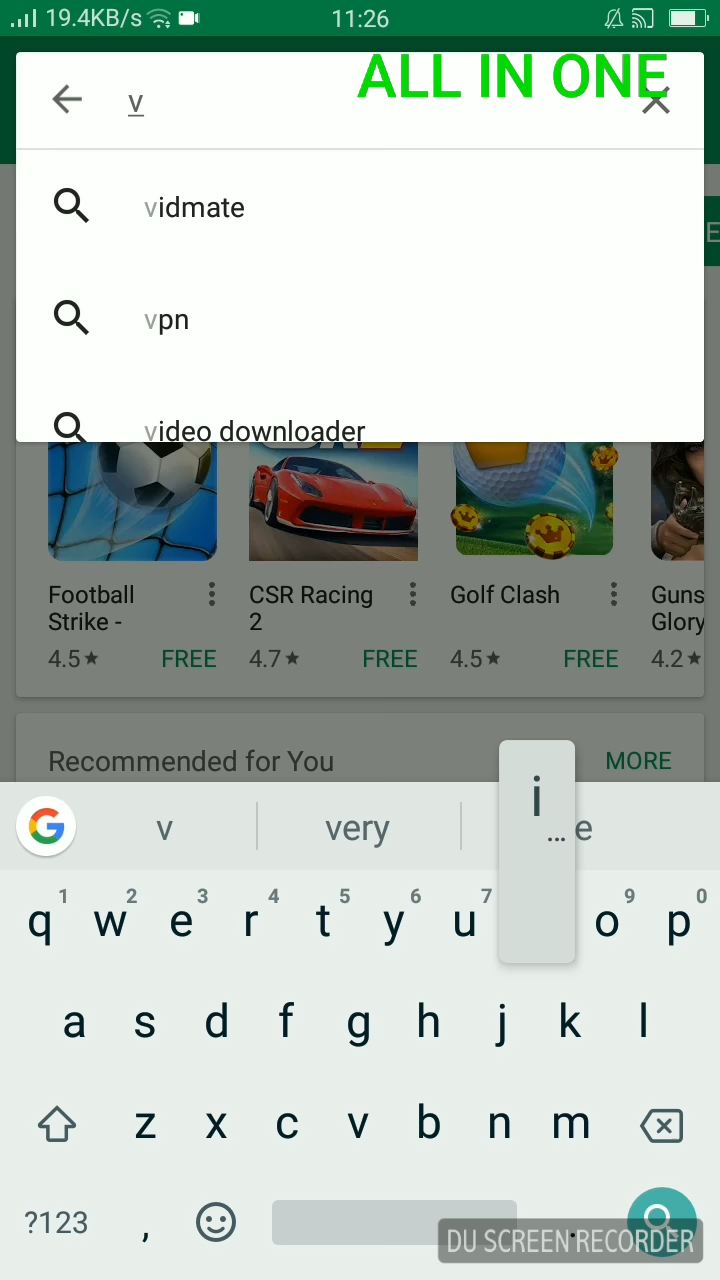 19.4KB/s 11:26
ALL IN ONE
v
vidmate
vpn
video downloader
E
Football Strike -
4.5★ FREE
CSR Racing 2
4.7★ FREE
Golf Clash
4.5★ FREE
Guns
Glory
4.2★
Recommended for You MORE
v very e
i
...
1 2 3 4 5 6 7 9 0
q w e r t y u o p
a s d f g h j k l
z x c v b n m
?123 , .
DU SCREEN RECORDER